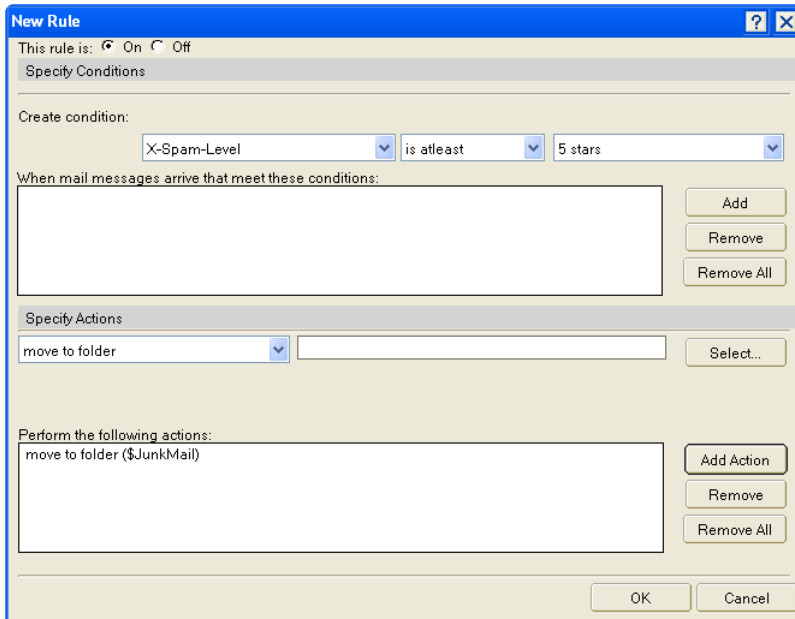 New Rule
This rule is: On Off
Specify Conditions
Create condition:
X-Spam-Level is atleast 5 stars
When mail messages arrive that meet these conditions:
Add
Remove
Remove All
Specify Actions
move to folder Select...
Perform the following actions:
move to folder ($JunkMail)
Add Action
Remove
Remove All
OK Cancel